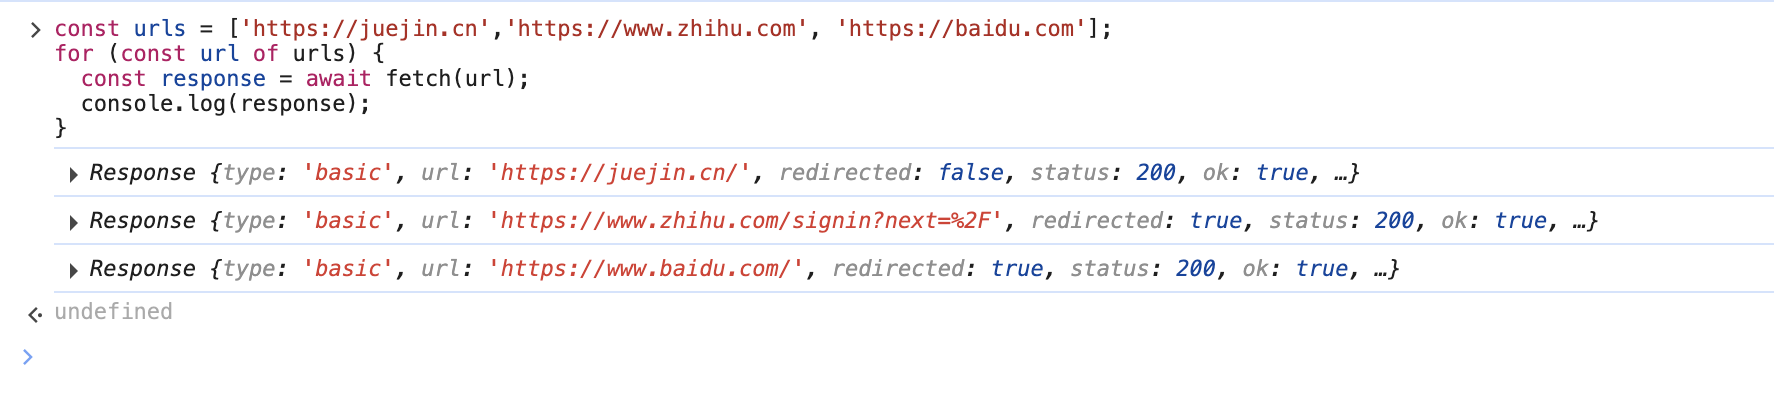 const urls = ['https://juejin.cn','https://www.zhihu.com', 'https://baidu.com'];
for (const url of urls) {
  const response = await fetch(url);
  console.log(response);
}
Response {type: 'basic', url: 'https://juejin.cn/', redirected: false, status: 200, ok: true, …}
Response {type: 'basic', url: 'https://www.zhihu.com/signin?next=%2F', redirected: true, status: 200, ok: true, …}
Response {type: 'basic', url: 'https://www.baidu.com/', redirected: true, status: 200, ok: true, …}
undefined